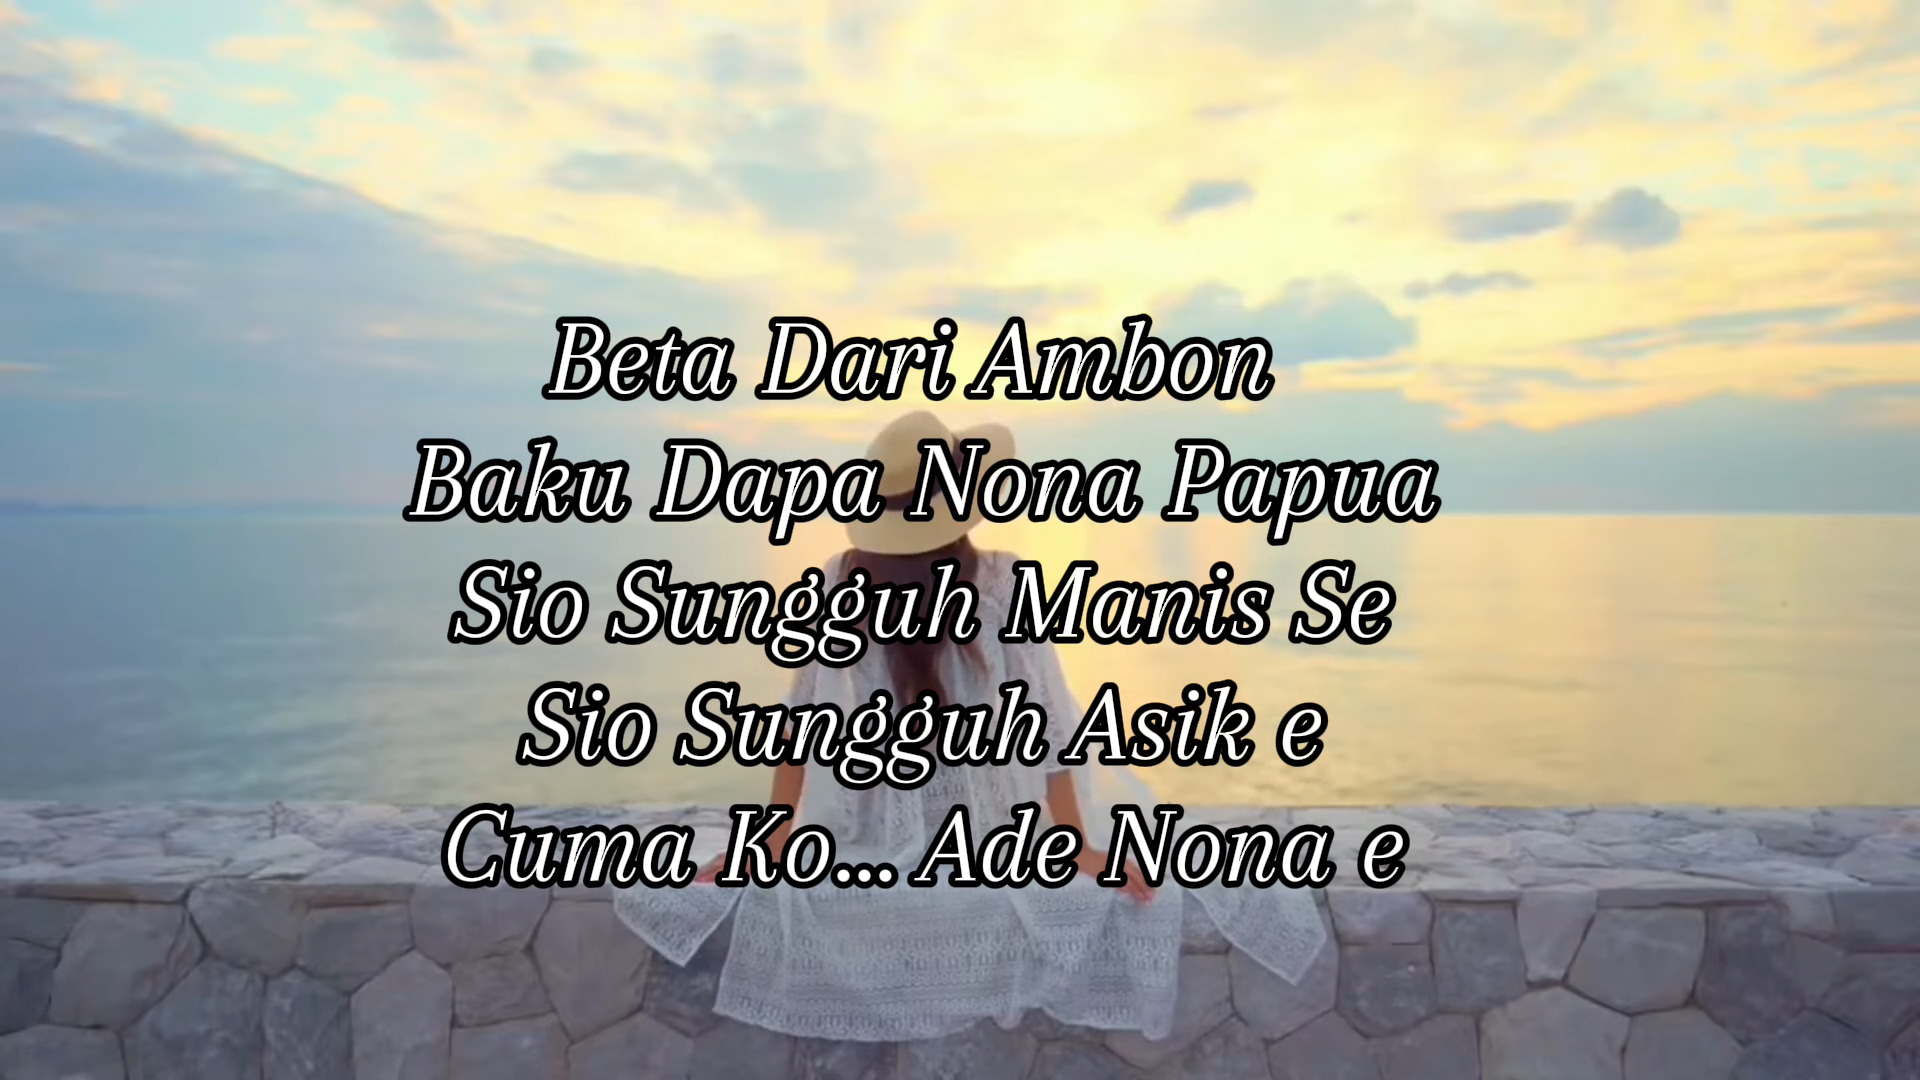 Beta Dari Ambon
Baku Dapa Nona Papua
Sio Sungguh Manis Se
Sio Sungguh Asik e
Cuma Ko... Ade Nona e